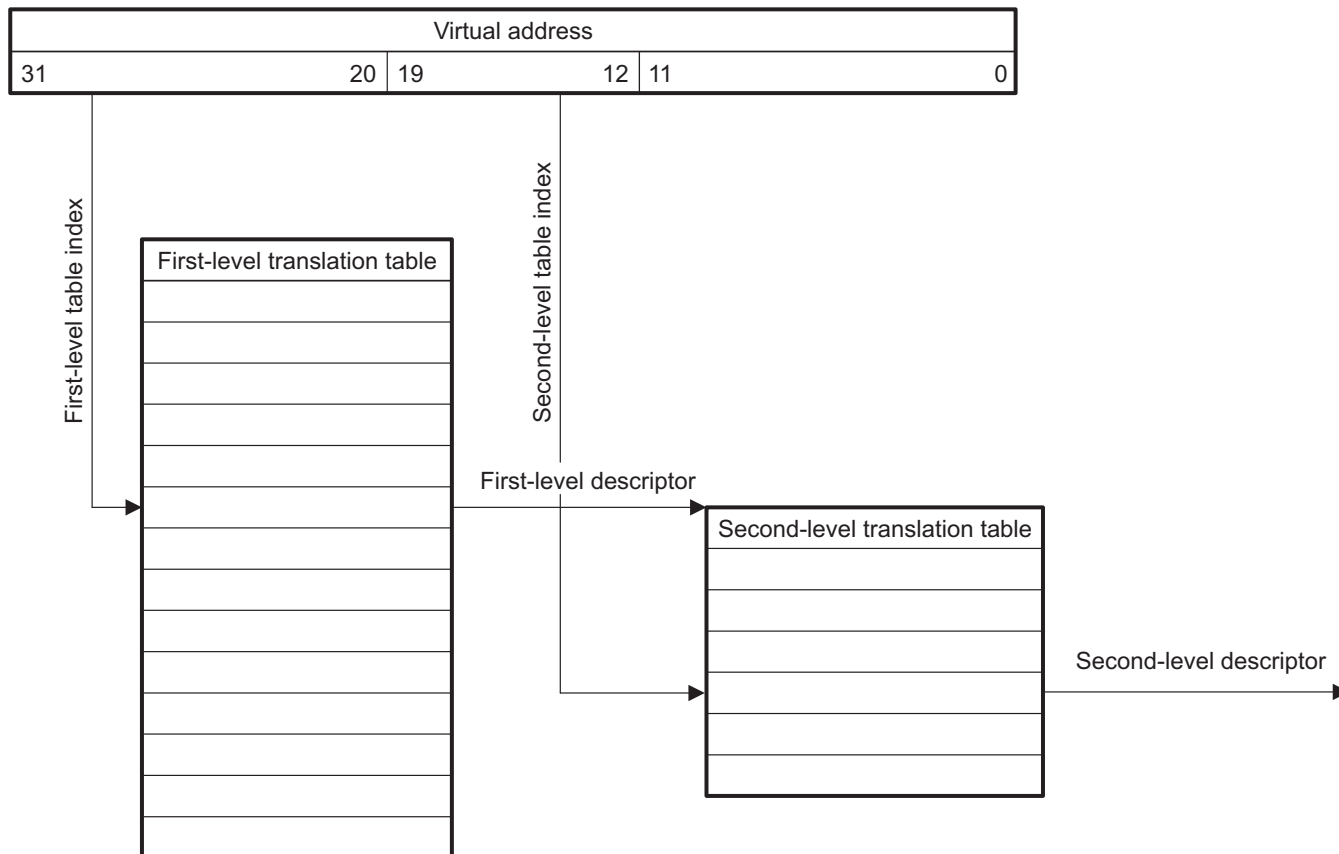 Virtual address
31 20 19 12 11 0
First-level table index
Second-level table index
First-level translation table
First-level descriptor
Second-level translation table
Second-level descriptor